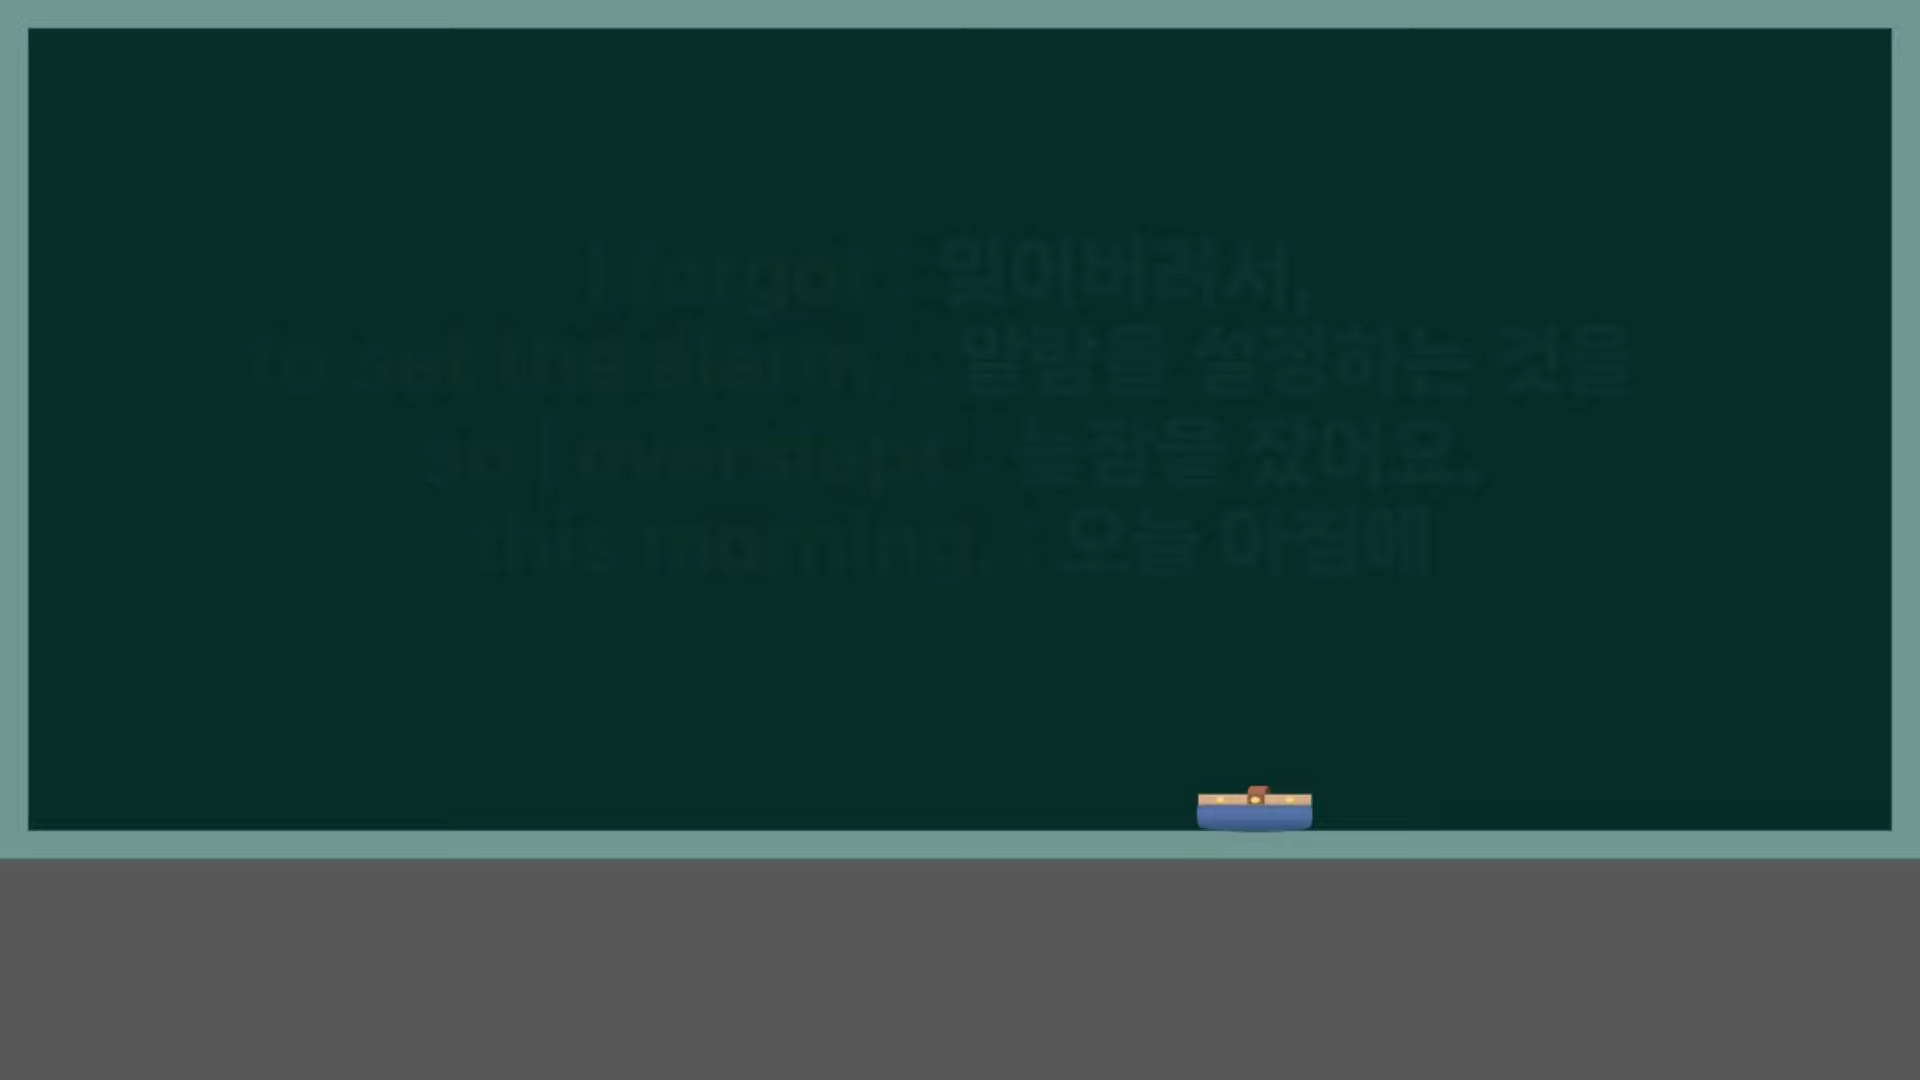 I forgot : 잊어버려서,
to set the alarm, : 알람을 설정하는 것을
so I overslept : 늦잠을 잤어요.
this morning. : 오늘 아침에